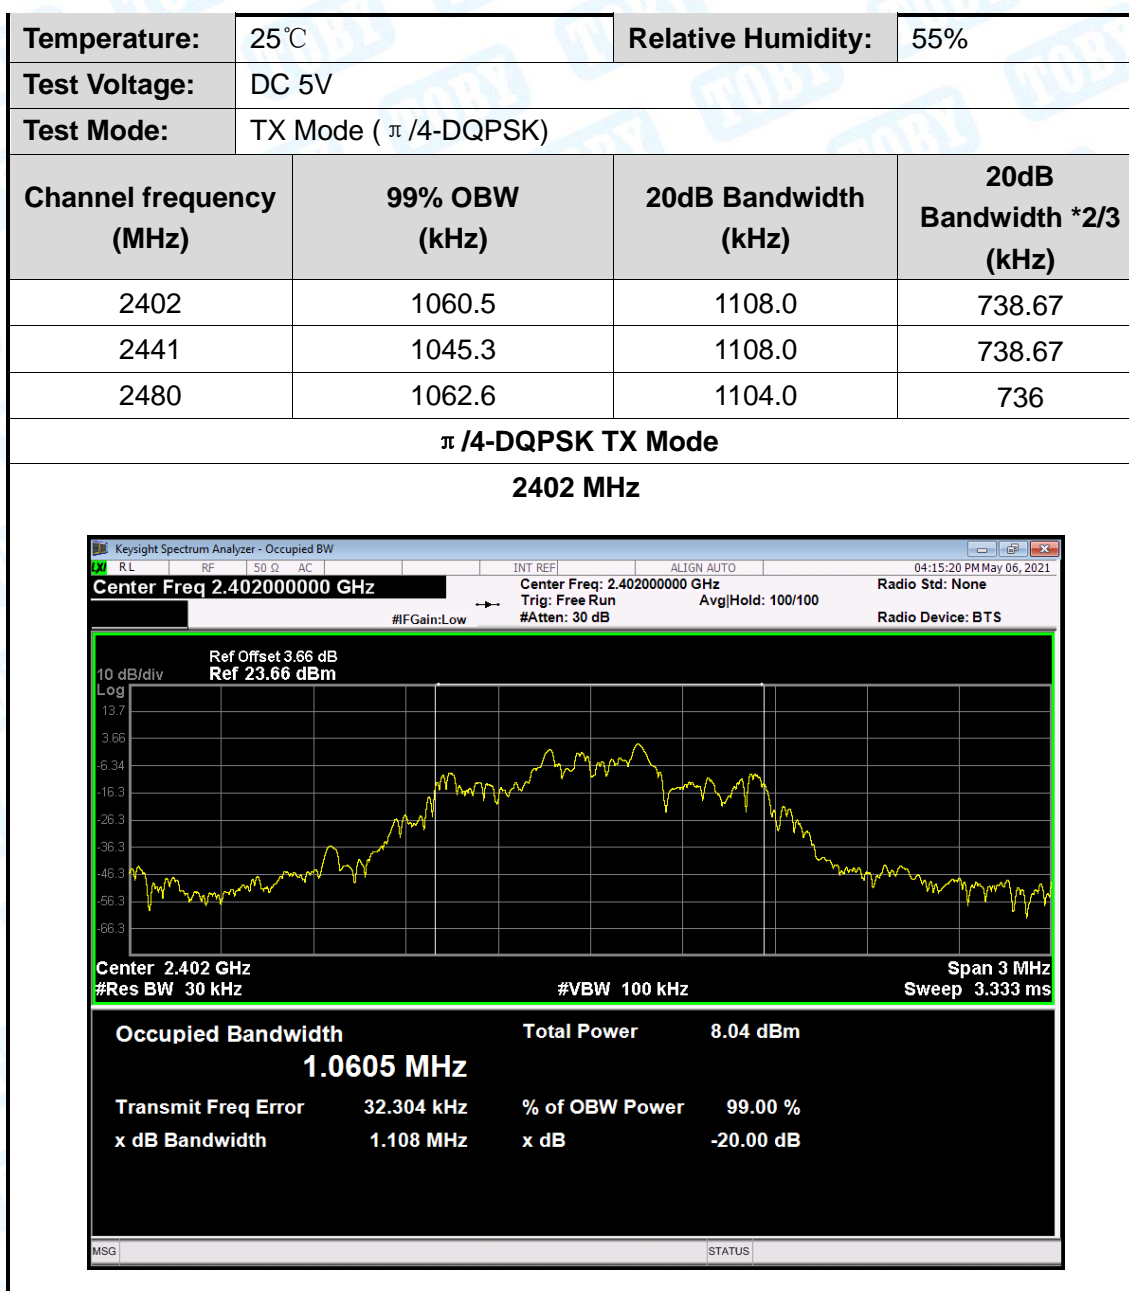 Temperature: 25℃ Relative Humidity: 55%
Test Voltage: DC 5V
Test Mode: TX Mode (π/4-DQPSK)
Channel frequency (MHz) 99% OBW (kHz) 20dB Bandwidth (kHz) 20dB Bandwidth *2/3 (kHz)
2402 1060.5 1108.0 738.67
2441 1045.3 1108.0 738.67
2480 1062.6 1104.0 736
π/4-DQPSK TX Mode
2402 MHz
Keysight Spectrum Analyzer - Occupied BW
LXI RL RF 50 Ω AC INT REF ALIGN AUTO 04:15:20 PM May 06, 2021
Center Freq 2.402000000 GHz Center Freq: 2.402000000 GHz Radio Std: None
Trig: Free Run Avg|Hold: 100/100
#IFGain:Low #Atten: 30 dB Radio Device: BTS
Ref Offset 3.66 dB
10 dB/div Ref 23.66 dBm
Log
13.7
3.66
-6.34
-16.3
-26.3
-36.3
-46.3
-56.3
-66.3
Center 2.402 GHz Span 3 MHz
#Res BW 30 kHz #VBW 100 kHz Sweep 3.333 ms
Occupied Bandwidth Total Power 8.04 dBm
1.0605 MHz
Transmit Freq Error 32.304 kHz % of OBW Power 99.00 %
x dB Bandwidth 1.108 MHz x dB -20.00 dB
MSG STATUS
TOBY